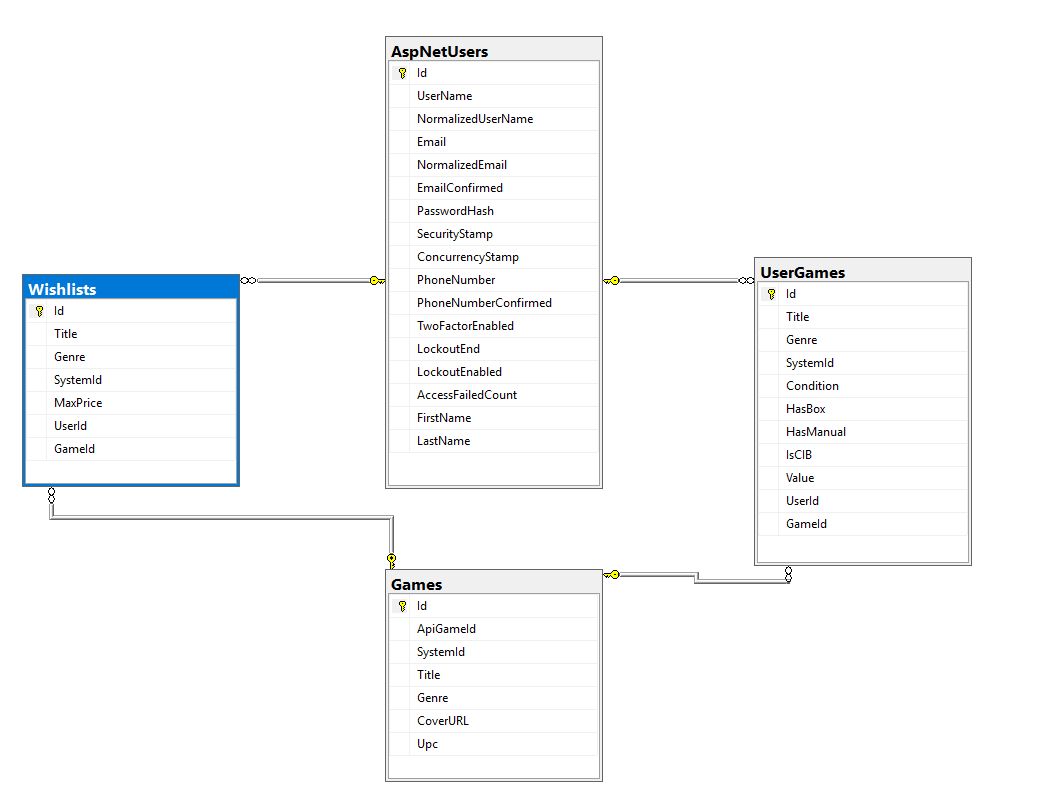 AspNetUsers
Id
UserName
NormalizedUserName
Email
NormalizedEmail
EmailConfirmed
PasswordHash
SecurityStamp
ConcurrencyStamp
PhoneNumber
PhoneNumberConfirmed
TwoFactorEnabled
LockoutEnd
LockoutEnabled
AccessFailedCount
FirstName
LastName
Wishlists
Id
Title
Genre
SystemId
MaxPrice
UserId
GameId
UserGames
Id
Title
Genre
SystemId
Condition
HasBox
HasManual
IsCIB
Value
UserId
GameId
Games
Id
ApiGameId
SystemId
Title
Genre
CoverURL
Upc